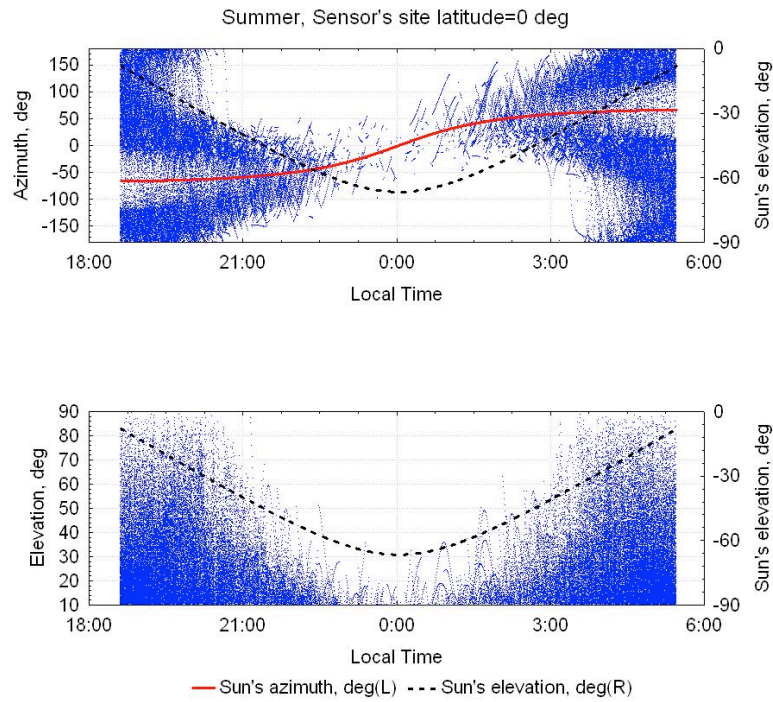 Summer, Sensor's site latitude=0 deg
Azimuth, deg
150
100
50
0
-50
-100
-150
0
-30
-60
-90
Sun's elevation, deg
18:00 21:00 0:00 3:00 6:00
Local Time
Elevation, deg
90
80
70
60
50
40
30
20
10
0
-30
-60
-90
Sun's elevation, deg
18:00 21:00 0:00 3:00 6:00
Local Time
Sun's azimuth, deg(L) Sun's elevation, deg(R)